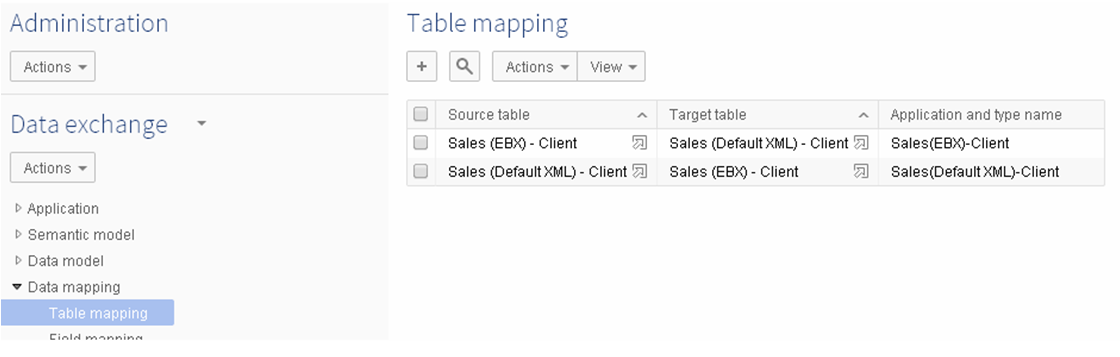 Administration
Actions
Data exchange
Actions
Application
Semantic model
Data model
Data mapping
Table mapping
Field mapping
Table mapping
+ Actions View
Source table Target table Application and type name
Sales (EBX) - Client Sales (Default XML) - Client Sales(EBX)-Client
Sales (Default XML) - Client Sales (EBX) - Client Sales(Default XML)-Client